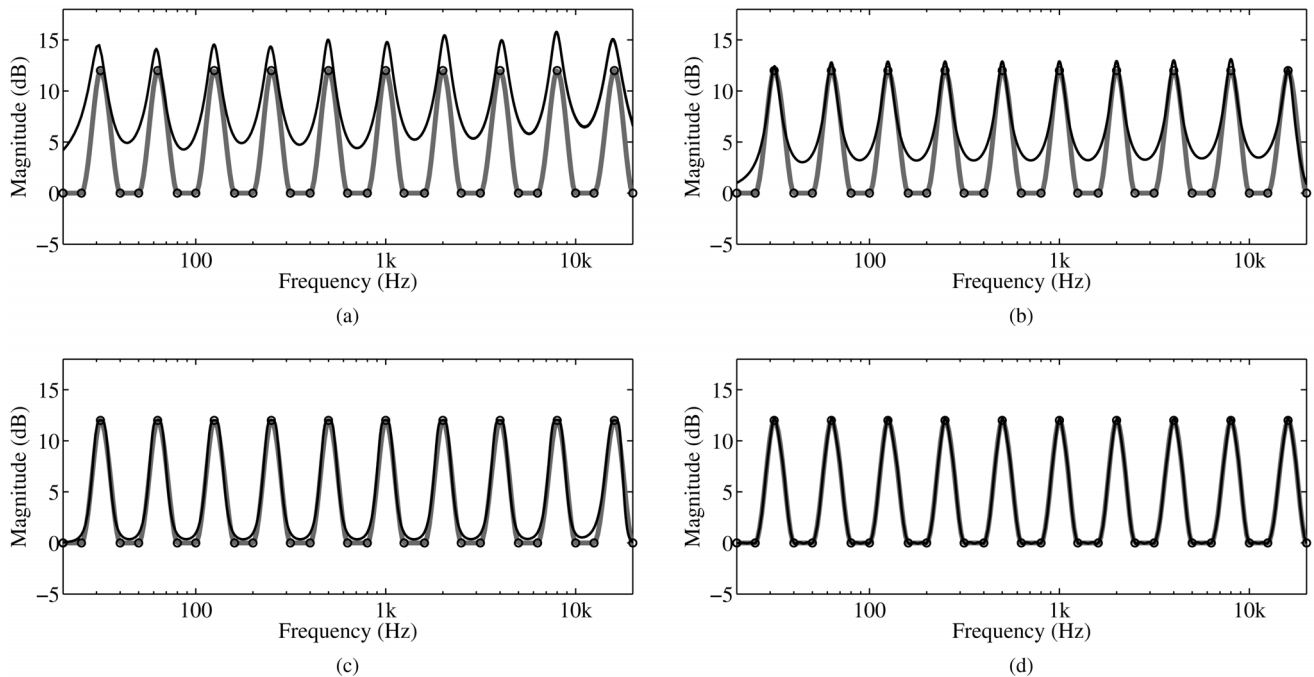 15
10
5
0
−5
Magnitude (dB)
100
1k
10k
Frequency (Hz)
(a)
15
10
5
0
−5
Magnitude (dB)
100
1k
10k
Frequency (Hz)
(b)
15
10
5
0
−5
Magnitude (dB)
100
1k
10k
Frequency (Hz)
(c)
15
10
5
0
−5
Magnitude (dB)
100
1k
10k
Frequency (Hz)
(d)